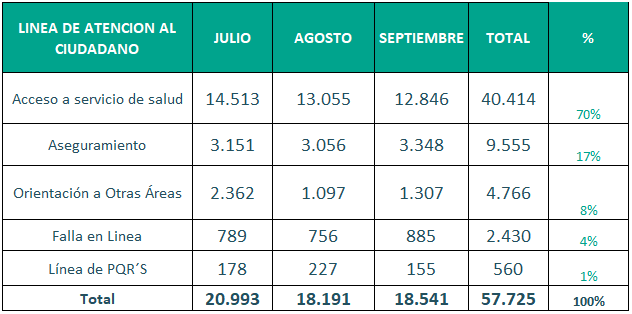 LINEA DE ATENCION AL CIUDADANO JULIO AGOSTO SEPTIEMBRE TOTAL %
Acceso a servicio de salud 14.513 13.055 12.846 40.414 70%
Aseguramiento 3.151 3.056 3.348 9.555 17%
Orientación a Otras Áreas 2.362 1.097 1.307 4.766 8%
Falla en Linea 789 756 885 2.430 4%
Línea de PQR´S 178 227 155 560 1%
Total 20.993 18.191 18.541 57.725 100%